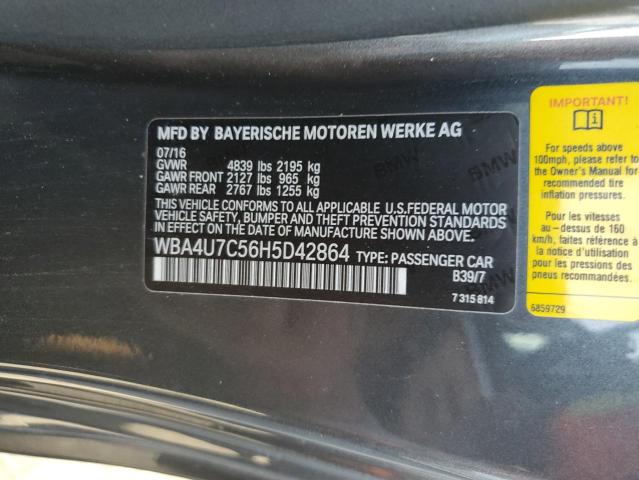 MFD BY BAYERISCHE MOTOREN WERKE AG
07/16
GVWR 4839 lbs 2195 kg
GAWR FRONT 2127 lbs 965 kg
GAWR REAR 2767 lbs 1255 kg
THIS VEHICLE CONFORMS TO ALL APPLICABLE U.S.FEDERAL MOTOR
VEHICLE SAFETY, BUMPER AND THEFT PREVENTION STANDARDS
IN EFFECT ON THE DATE OF MANUFACTURE SHOWN ABOVE.
WBA4U7C56H5D42864 TYPE: PASSENGER CAR
B39/7
7 315 814
BMW
BMW
BMW
IMPORTANT!
For speeds above
100mph, please refer to
the Owner's Manual for
recommended tire
inflation pressures.
Pour les vitesses
au-dessus de 160
km/h, faites référence à
la notice d'utilisation
pour les pressions des
pneus recommandées.
6859729